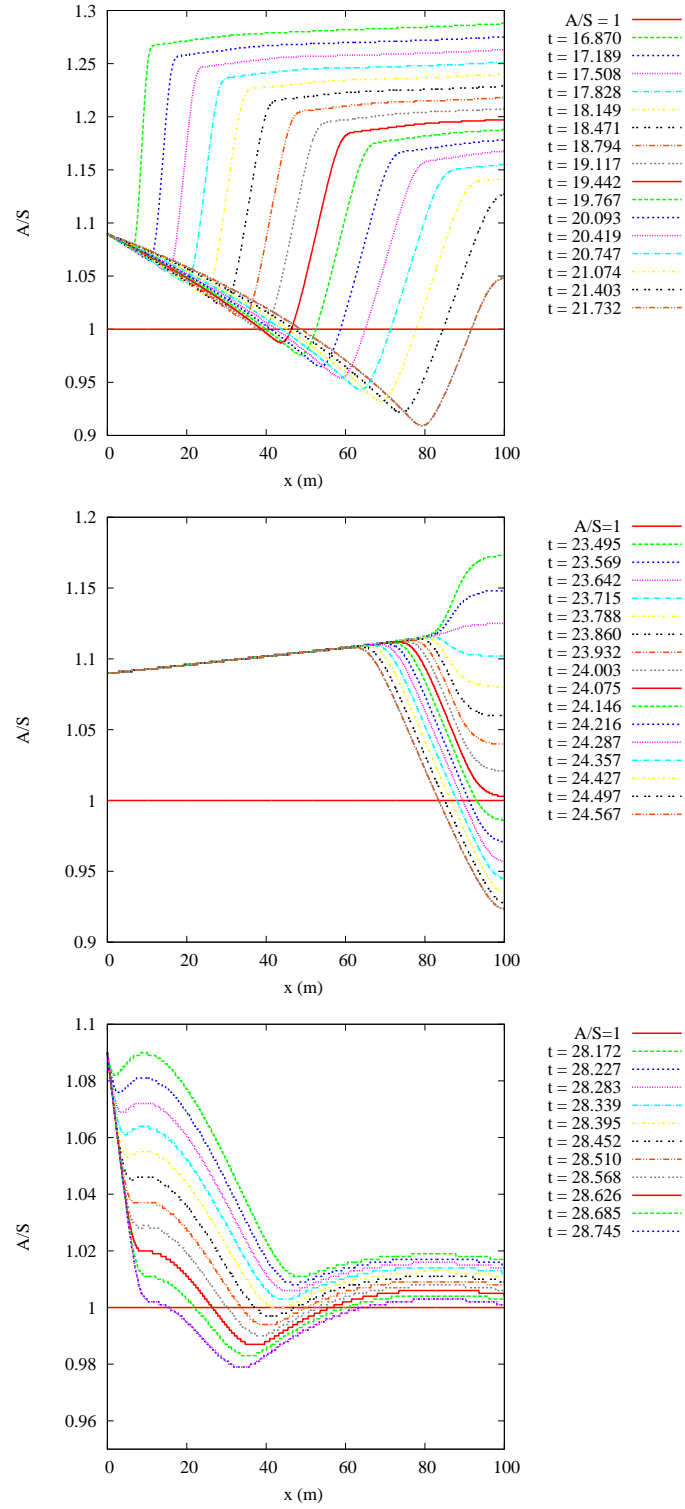 1.3
1.25
1.2
1.15
1.1
1.05
1
0.95
0.9
A/S
0 20 40 60 80 100
x (m)
A/S = 1
t = 16.870
t = 17.189
t = 17.508
t = 17.828
t = 18.149
t = 18.471
t = 18.794
t = 19.117
t = 19.442
t = 19.767
t = 20.093
t = 20.419
t = 20.747
t = 21.074
t = 21.403
t = 21.732
1.2
1.15
1.1
1.05
1
0.95
0.9
A/S
0 20 40 60 80 100
x (m)
A/S=1
t = 23.495
t = 23.569
t = 23.642
t = 23.715
t = 23.788
t = 23.860
t = 23.932
t = 24.003
t = 24.075
t = 24.146
t = 24.216
t = 24.287
t = 24.357
t = 24.427
t = 24.497
t = 24.567
1.1
1.08
1.06
1.04
1.02
1
0.98
0.96
A/S
0 20 40 60 80 100
x (m)
A/S=1
t = 28.172
t = 28.227
t = 28.283
t = 28.339
t = 28.395
t = 28.452
t = 28.510
t = 28.568
t = 28.626
t = 28.685
t = 28.745